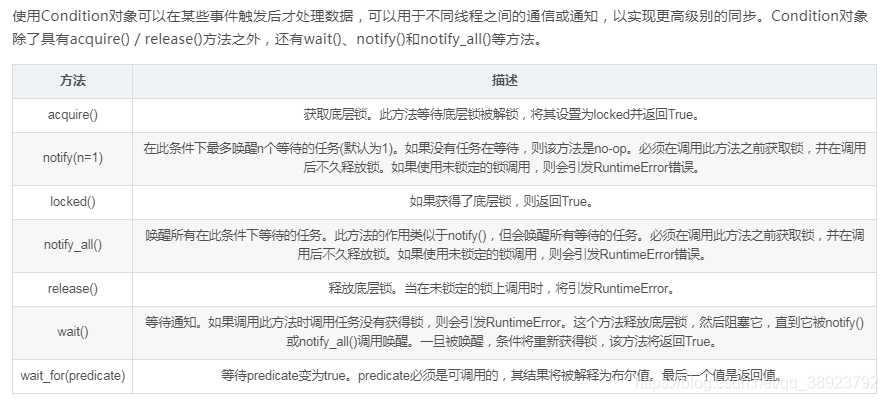 使用Condition对象可以在某些事件触发后才处理数据，可以用于不同线程之间的通信或通知，以实现更高级别的同步。Condition对象
除了具有acquire() / release()方法之外，还有wait()、notify()和notify_all()等方法。
方法 描述
acquire() 获取底层锁。此方法等待底层锁被解锁，将其设置为locked并返回True。
notify(n=1) 在此条件下最多唤醒n个等待的任务(默认为1)。如果没有任务在等待，则该方法是no-op。必须在调用此方法之前获取锁，并在调用
后不久释放锁。如果使用未锁定的锁调用，则会引发RuntimeError错误。
locked() 如果获得了底层锁，则返回True。
notify_all() 唤醒所有在此条件下等待的任务。此方法的作用类似于notify()，但会唤醒所有等待的任务。必须在调用此方法之前获取锁，并在调
用后不久释放锁。如果使用未锁定的锁调用，则会引发RuntimeError错误。
release() 释放底层锁。当在未锁定的锁上调用时，将引发RuntimeError。
wait() 等待通知。如果调用此方法时调用任务没有获得锁，则会引发RuntimeError。这个方法释放底层锁，然后阻塞它，直到它被notify()
或notify_all()调用唤醒。一旦被唤醒，条件将重新获得锁，该方法将返回True。
wait_for(predicate) 等待predicate变为true。predicate必须是可调用的，其结果将被解释为布尔值。最后一个值是返回值。
https://blog.csdn.net/qq_38923792